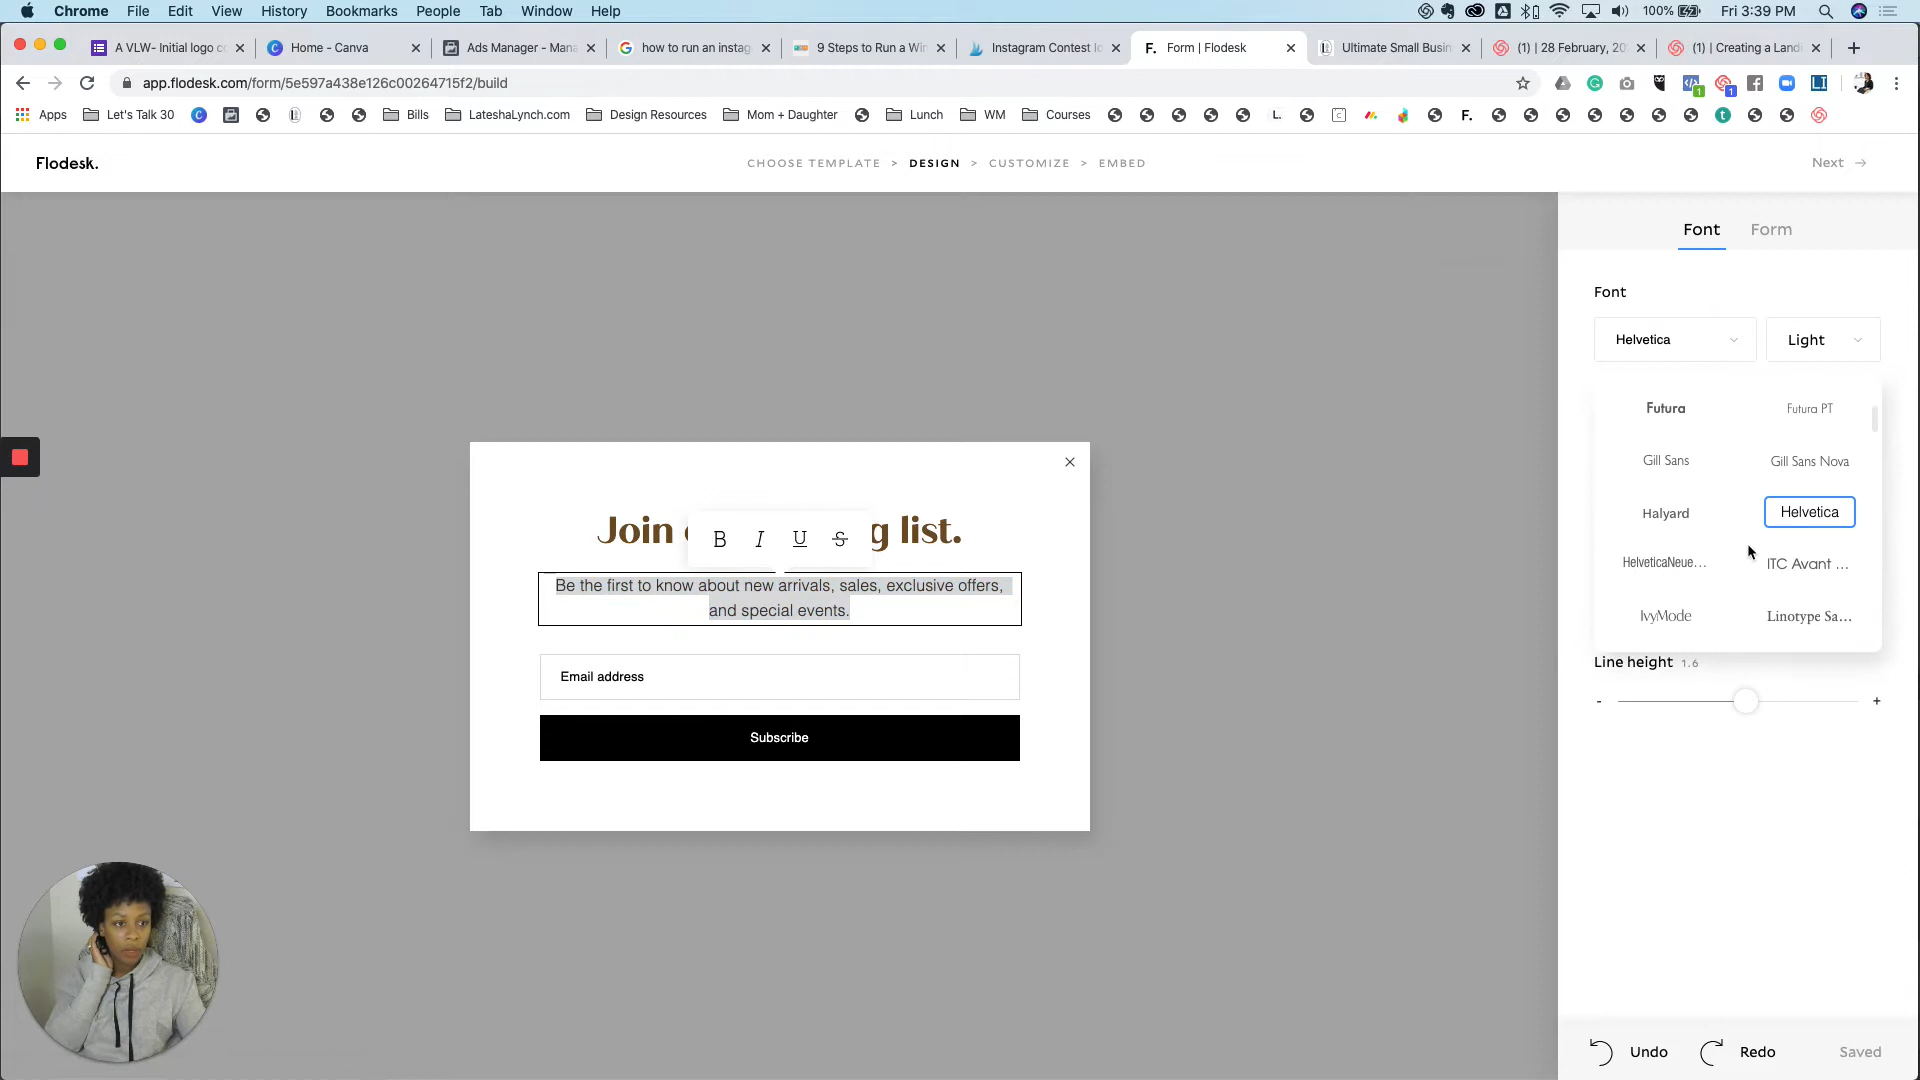 Chrome File Edit View History Bookmarks People Tab Window Help 100% Fri 3:39 PM
A VLW- Initial logo c
Home - Canva
Ads Manager - Mana
how to run an instag
9 Steps to Run a Win
Instagram Contest Id
Form | Flodesk
Ultimate Small Busin
(1) | 28 February, 20
(1) | Creating a Land
app.flodesk.com/form/5e597a438e126c00264715f2/build
Apps Let's Talk 30 Bills LateshaLynch.com Design Resources Mom + Daughter Lunch WM Courses
Flodesk.
CHOOSE TEMPLATE > DESIGN > CUSTOMIZE > EMBED
Next →
Font Form
Font
Helvetica Light
Futura Futura PT
Gill Sans Gill Sans Nova
Halyard Helvetica
HelveticaNeue... ITC Avant ...
IvyMode Linotype Sa...
Line height 1.6
- +
Join g list.
B I U S
Be the first to know about new arrivals, sales, exclusive offers,
and special events.
Email address
Subscribe
Undo Redo Saved